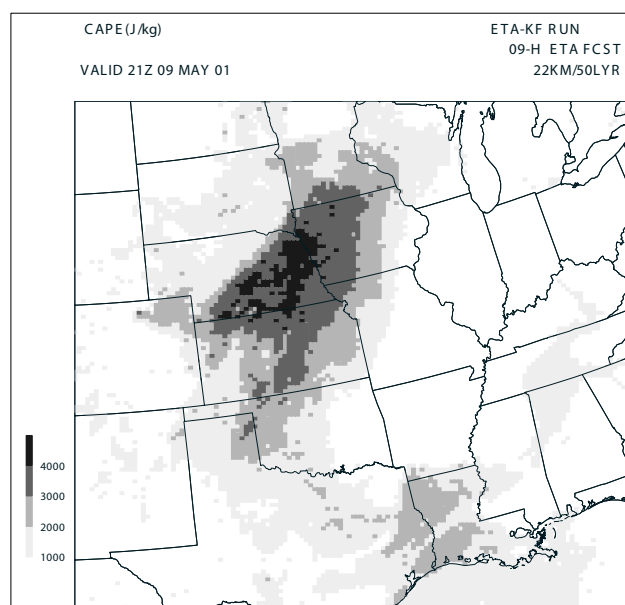 CAPE(J/kg)
ETA-KF RUN
09-H ETA FCST
VALID 21Z 09 MAY 01
22KM/50LYR
4000
3000
2000
1000